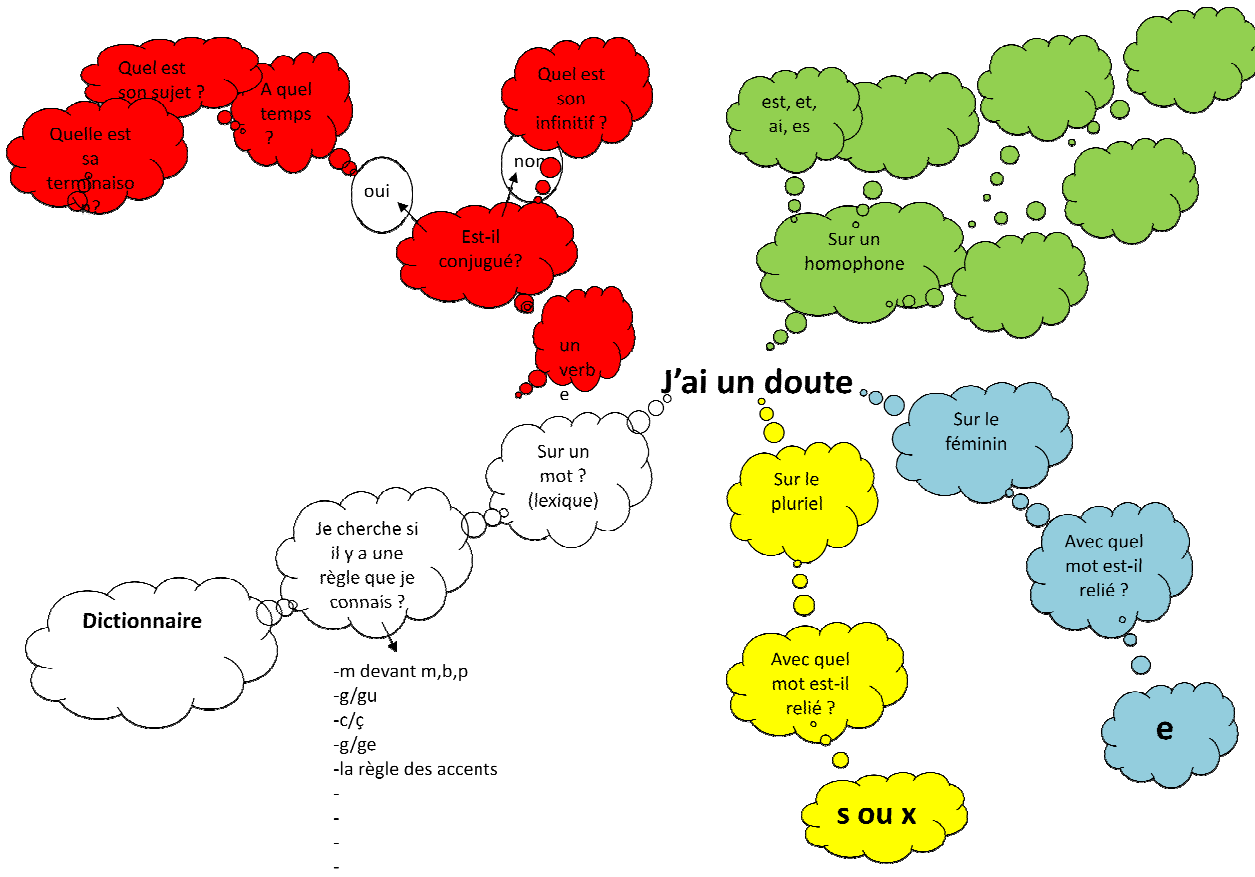 Quel est
son sujet ?
A quel
temps
?
Quelle est
sa
terminaiso
n?
oui
non
Quel est
son
infinitif ?
Est-il
conjugué?
un
verb
e
est, et,
ai, es
Sur un
homophone
J’ai un doute
Sur un
mot ?
(lexique)
Je cherche si
il y a une
règle que je
connais ?
Dictionnaire
-m devant m,b,p
-g/gu
-c/ç
-g/ge
-la règle des accents
-
-
-
-
Sur le
pluriel
Avec quel
mot est-il
relié ?
s ou x
Sur le
féminin
Avec quel
mot est-il
relié ?
e